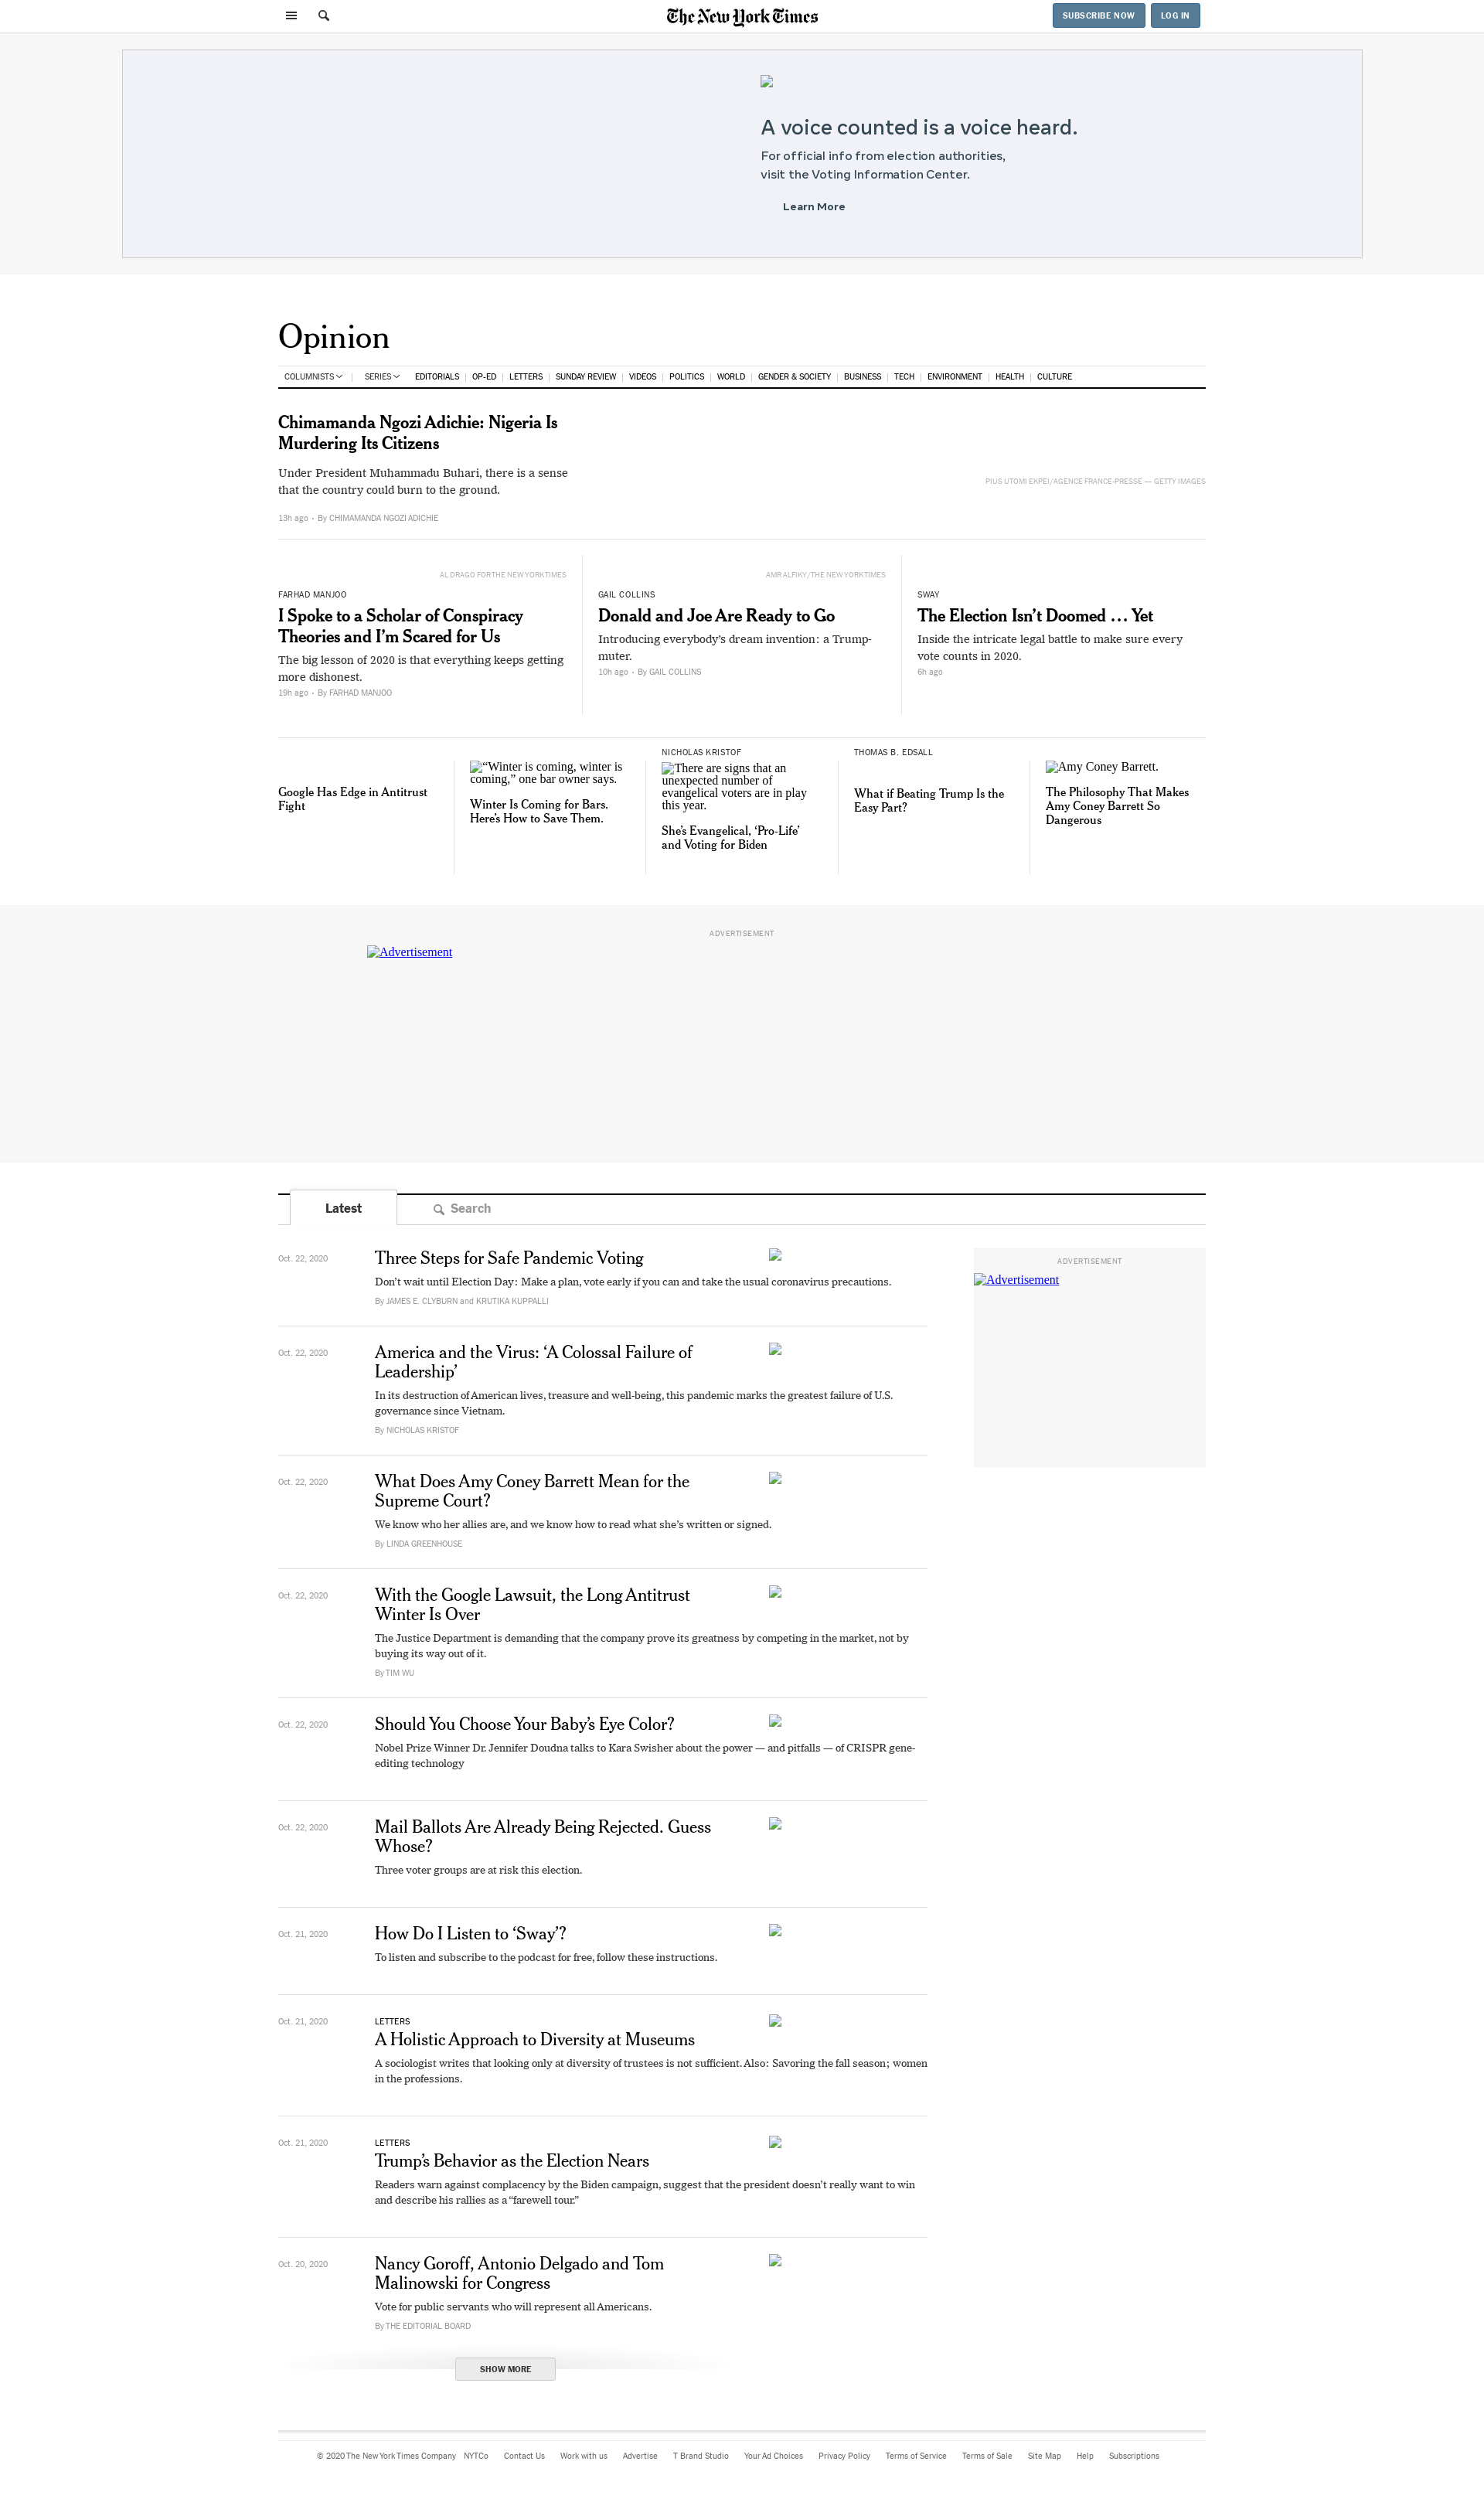 The New York Times
SUBSCRIBE NOW
LOG IN
A voice counted is a voice heard.
For official info from election authorities,
visit the Voting Information Center.
Learn More
Opinion
COLUMNISTS | SERIES EDITORIALS | OP-ED | LETTERS | SUNDAY REVIEW | VIDEOS | POLITICS | WORLD | GENDER & SOCIETY | BUSINESS | TECH | ENVIRONMENT | HEALTH | CULTURE
Chimamanda Ngozi Adichie: Nigeria Is
Murdering Its Citizens
Under President Muhammadu Buhari, there is a sense
that the country could burn to the ground.
13h ago • By CHIMAMANDA NGOZI ADICHIE
PIUS UTOMI EKPEI/AGENCE FRANCE-PRESSE — GETTY IMAGES
AL DRAGO FOR THE NEW YORK TIMES
FARHAD MANJOO
I Spoke to a Scholar of Conspiracy
Theories and I’m Scared for Us
The big lesson of 2020 is that everything keeps getting
more dishonest.
19h ago • By FARHAD MANJOO
AMR ALFIKY/THE NEW YORK TIMES
GAIL COLLINS
Donald and Joe Are Ready to Go
Introducing everybody’s dream invention: a Trump-
muter.
10h ago • By GAIL COLLINS
SWAY
The Election Isn’t Doomed … Yet
Inside the intricate legal battle to make sure every
vote counts in 2020.
6h ago
Google Has Edge in Antitrust
Fight
“Winter is coming, winter is
coming,” one bar owner says.
Winter Is Coming for Bars.
Here’s How to Save Them.
NICHOLAS KRISTOF
There are signs that an
unexpected number of
evangelical voters are in play
this year.
She’s Evangelical, ‘Pro-Life’
and Voting for Biden
THOMAS B. EDSALL
What if Beating Trump Is the
Easy Part?
Amy Coney Barrett.
The Philosophy That Makes
Amy Coney Barrett So
Dangerous
ADVERTISEMENT
Advertisement
Latest
Search
Oct. 22, 2020
Three Steps for Safe Pandemic Voting
Don’t wait until Election Day: Make a plan, vote early if you can and take the usual coronavirus precautions.
By JAMES E. CLYBURN and KRUTIKA KUPPALLI
ADVERTISEMENT
Advertisement
Oct. 22, 2020
America and the Virus: ‘A Colossal Failure of
Leadership’
In its destruction of American lives, treasure and well-being, this pandemic marks the greatest failure of U.S.
governance since Vietnam.
By NICHOLAS KRISTOF
Oct. 22, 2020
What Does Amy Coney Barrett Mean for the
Supreme Court?
We know who her allies are, and we know how to read what she’s written or signed.
By LINDA GREENHOUSE
Oct. 22, 2020
With the Google Lawsuit, the Long Antitrust
Winter Is Over
The Justice Department is demanding that the company prove its greatness by competing in the market, not by
buying its way out of it.
By TIM WU
Oct. 22, 2020
Should You Choose Your Baby’s Eye Color?
Nobel Prize Winner Dr. Jennifer Doudna talks to Kara Swisher about the power — and pitfalls — of CRISPR gene-
editing technology
Oct. 22, 2020
Mail Ballots Are Already Being Rejected. Guess
Whose?
Three voter groups are at risk this election.
Oct. 21, 2020
How Do I Listen to ‘Sway’?
To listen and subscribe to the podcast for free, follow these instructions.
Oct. 21, 2020
LETTERS
A Holistic Approach to Diversity at Museums
A sociologist writes that looking only at diversity of trustees is not sufficient. Also: Savoring the fall season; women
in the professions.
Oct. 21, 2020
LETTERS
Trump’s Behavior as the Election Nears
Readers warn against complacency by the Biden campaign, suggest that the president doesn’t really want to win
and describe his rallies as a “farewell tour.”
Oct. 20, 2020
Nancy Goroff, Antonio Delgado and Tom
Malinowski for Congress
Vote for public servants who will represent all Americans.
By THE EDITORIAL BOARD
SHOW MORE
© 2020 The New York Times Company NYTCo Contact Us Work with us Advertise T Brand Studio Your Ad Choices Privacy Policy Terms of Service Terms of Sale Site Map Help Subscriptions